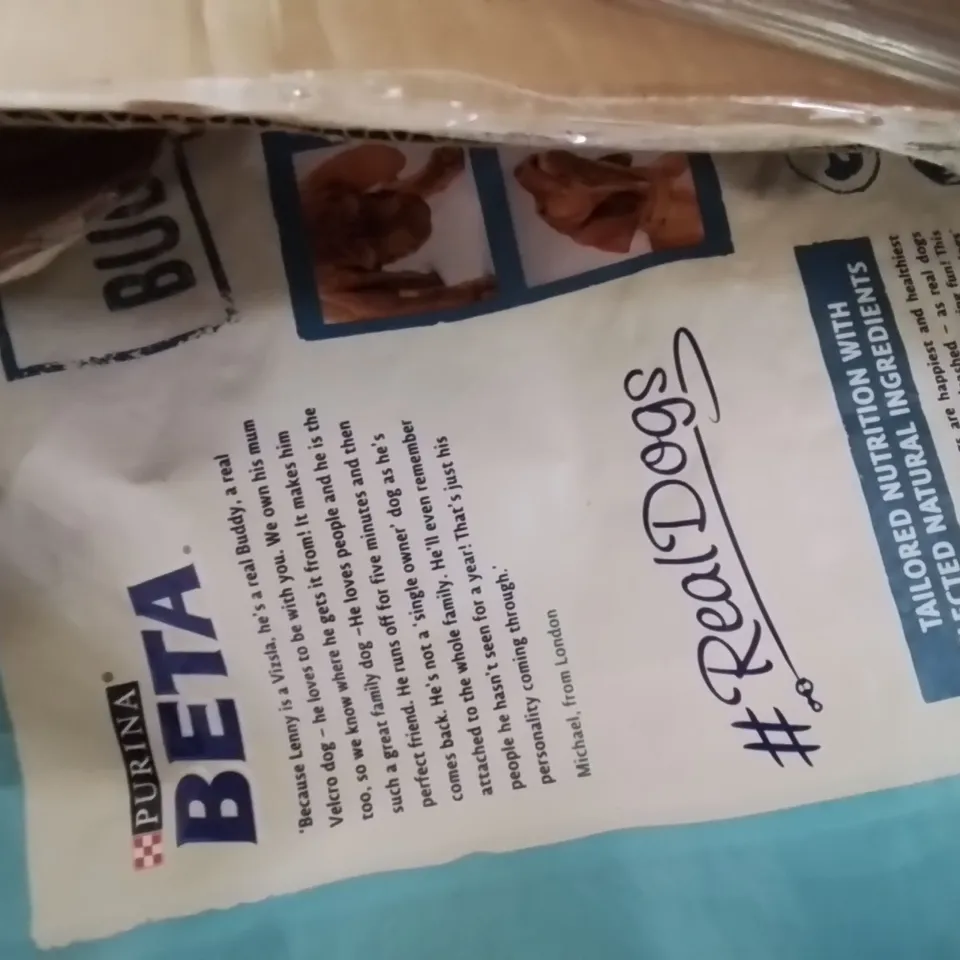 PURINA
BETA
'Because Lenny is a Vizsla, he's a real Buddy, a real
Velcro dog – he loves to be with you. We own his mum
too, so we know where he gets it from! It makes him
such a great family dog –He loves people and he is the
perfect friend. He runs off for five minutes and then
comes back. He's not a 'single owner' dog as he's
attached to the whole family. He'll even remember
people he hasn't seen for a year! That's just his
personality coming through.'
Michael, from London
#RealDogs
TAILORED NUTRITION WITH
NATURAL INGREDIENTS
are happiest and healthiest
– as real dogs
fun! This